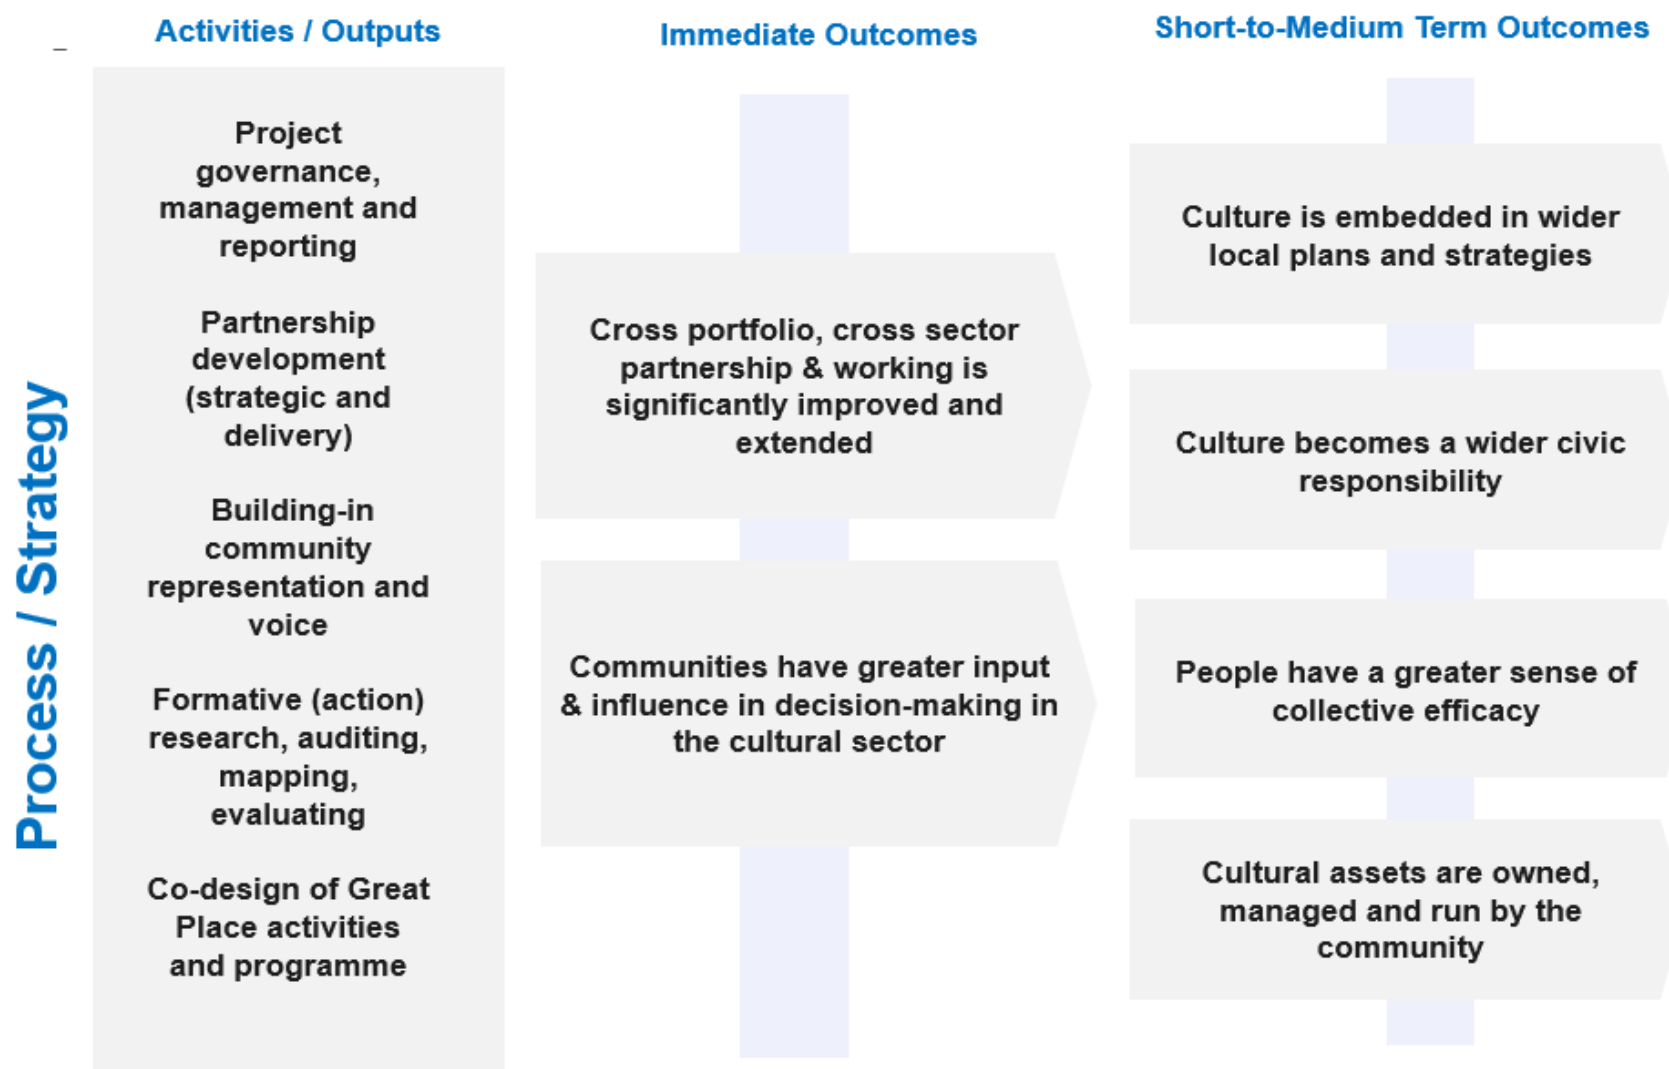 Activities / Outputs
Immediate Outcomes
Short-to-Medium Term Outcomes
Process / Strategy
Project
governance,
management and
reporting
Partnership
development
(strategic and
delivery)
Building-in
community
representation and
voice
Formative (action)
research, auditing,
mapping,
evaluating
Co-design of Great
Place activities
and programme
Cross portfolio, cross sector
partnership & working is
significantly improved and
extended
Communities have greater input
& influence in decision-making in
the cultural sector
Culture is embedded in wider
local plans and strategies
Culture becomes a wider civic
responsibility
People have a greater sense of
collective efficacy
Cultural assets are owned,
managed and run by the
community